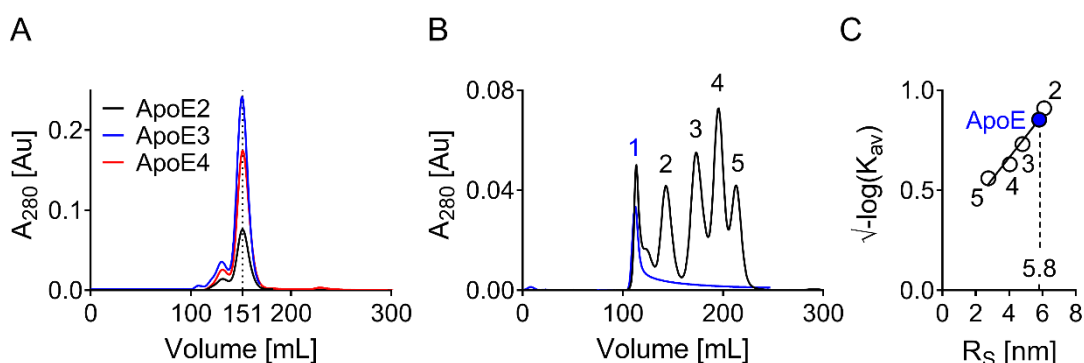 A
A280 [Au]
0.2
0.1
0.0
ApoE2
ApoE3
ApoE4
0 100 151 200 300
Volume [mL]
B
A280 [Au]
0.08
0.04
0.00
1
2
3
4
5
0 100 200 300
Volume [mL]
C
√-log(Kav)
1.0
0.5
0.0
ApoE
2
3
4
5
5.8
0 2 4 6 8
RS [nm]